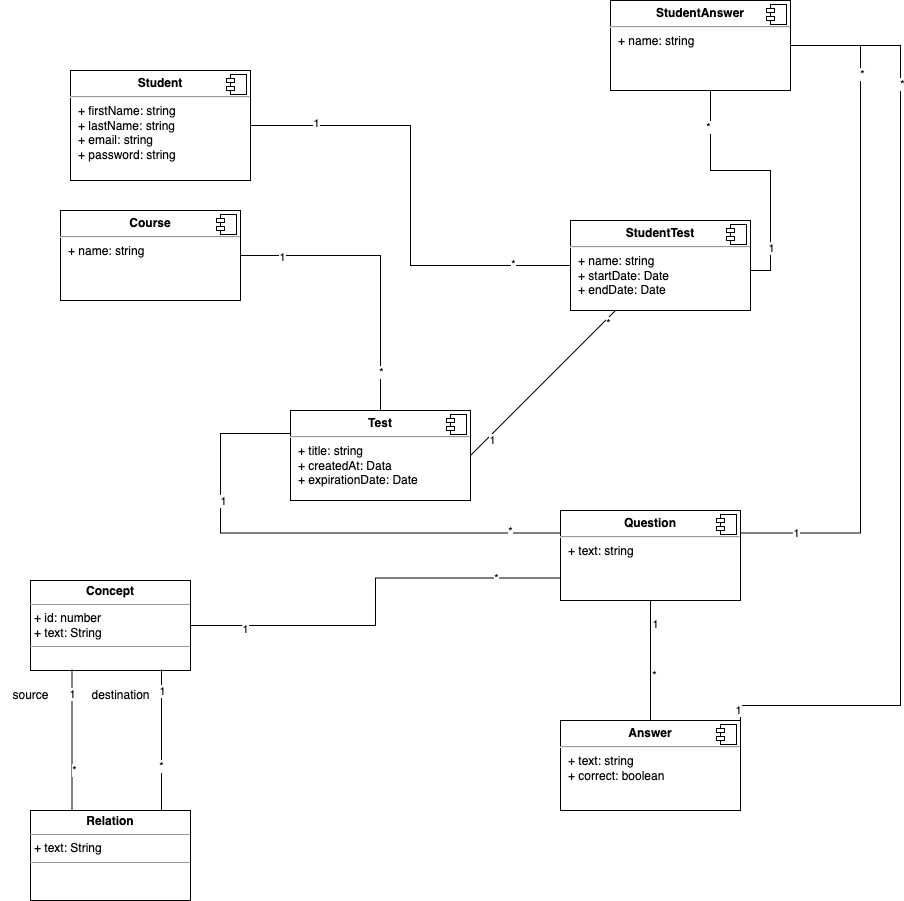 StudentAnswer
+ name: string
*
*
Student
+ firstName: string
+ lastName: string
+ email: string
+ password: string
1
*
Course
+ name: string
1
StudentTest
+ name: string
+ startDate: Date
+ endDate: Date
1
*
*
*
Test
+ title: string
+ createdAt: Data
+ expirationDate: Date
1
1
*
Question
+ text: string
1
*
Concept
+ id: number
+ text: String
1
1
*
source
1
destination
1
*
*
1
Answer
+ text: string
+ correct: boolean
Relation
+ text: String